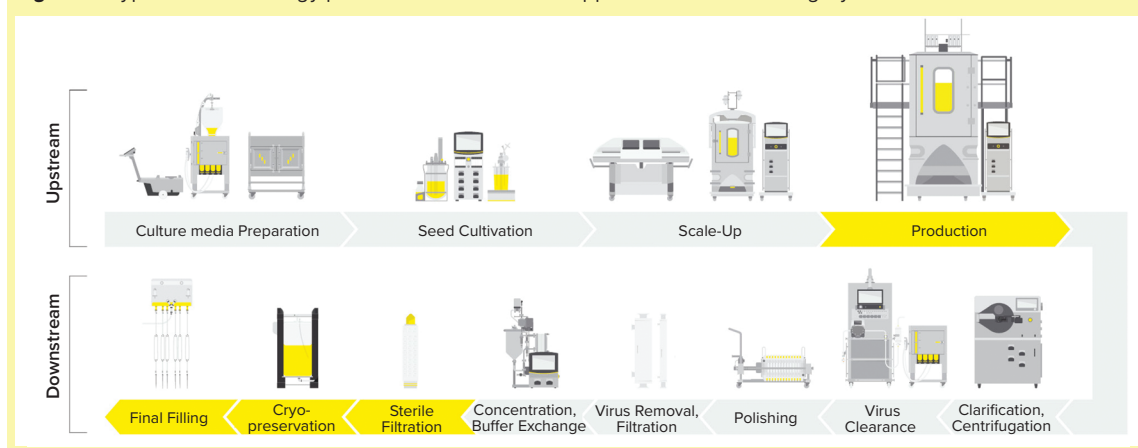 Upstream
Culture media Preparation
Seed Cultivation
Scale-Up
Production
Downstream
Final Filling
Cryo-
preservation
Sterile
Filtration
Concentration,
Buffer Exchange
Virus Removal,
Filtration
Polishing
Virus
Clearance
Clarification,
Centrifugation